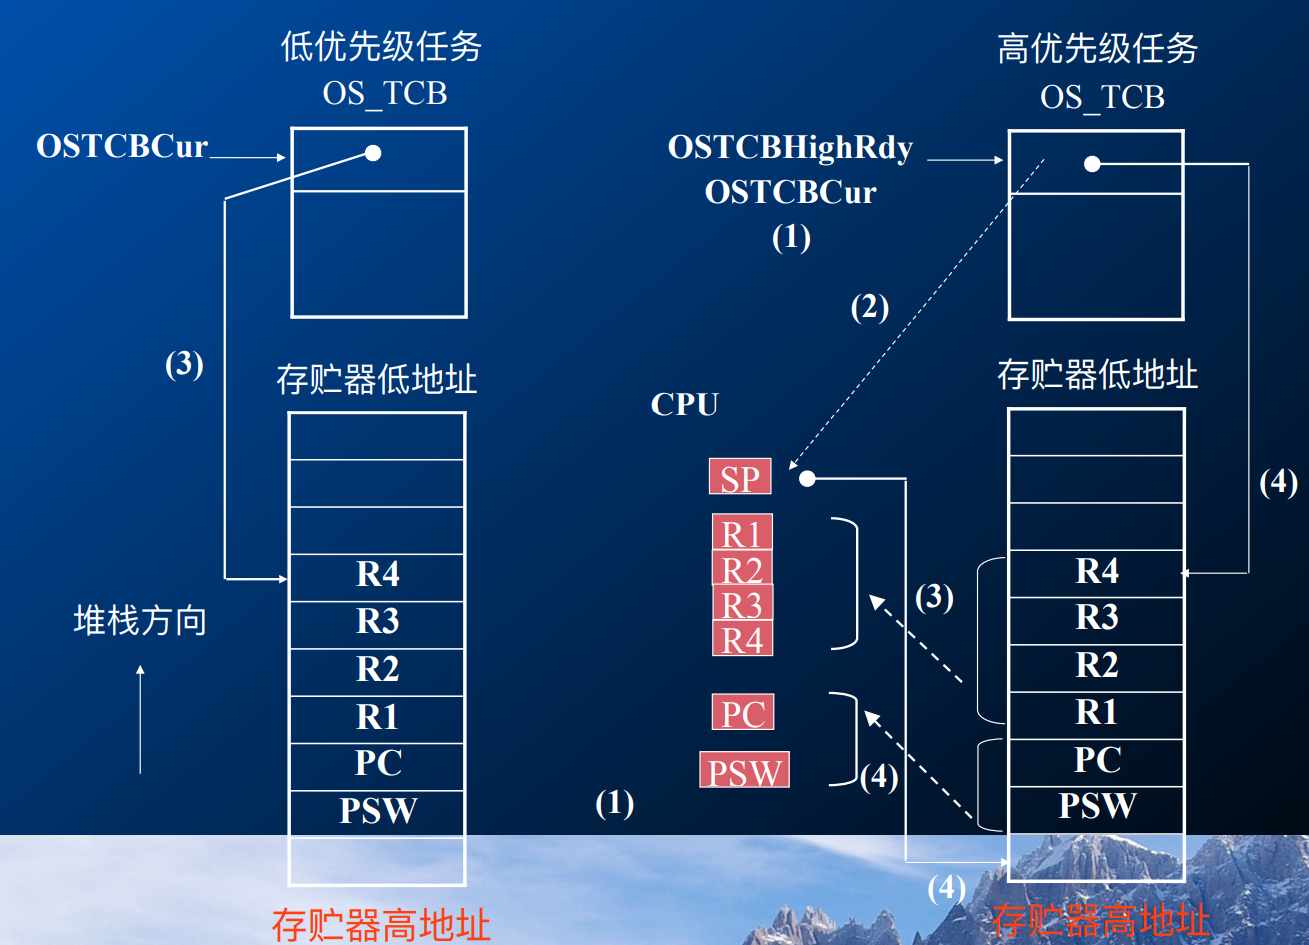 低优先级任务
OS_TCB
OSTCBCur
(3)
存贮器低地址
R4
R3
R2
R1
PC
PSW
堆栈方向
存贮器高地址
高优先级任务
OS_TCB
OSTCBHighRdy
OSTCBCur
(1)
(2)
CPU
SP
R1
R2
R3
R4
PC
PSW
(3)
(4)
(1)
(4)
存贮器低地址
(4)
R4
R3
R2
R1
PC
PSW
存贮器高地址